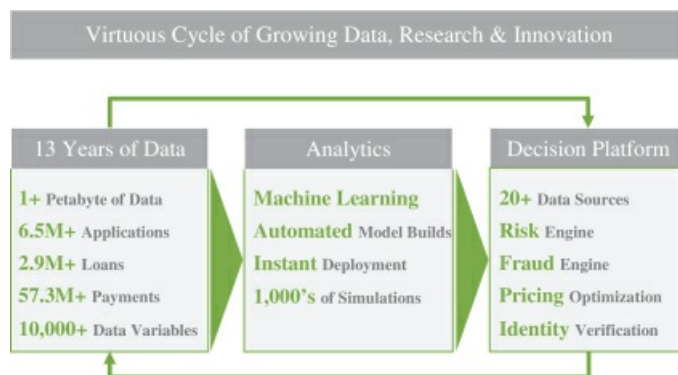 Virtuous Cycle of Growing Data, Research & Innovation
13 Years of Data
1+ Petabyte of Data
6.5M+ Applications
2.9M+ Loans
57.3M+ Payments
10,000+ Data Variables
Analytics
Machine Learning
Automated Model Builds
Instant Deployment
1,000’s of Simulations
Decision Platform
20+ Data Sources
Risk Engine
Fraud Engine
Pricing Optimization
Identity Verification